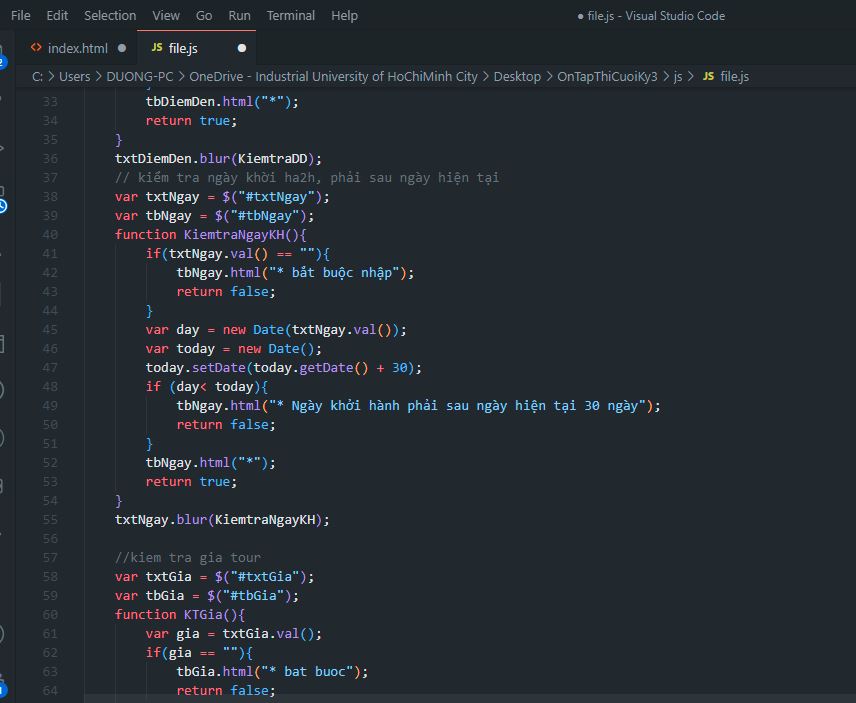 File Edit Selection View Go Run Terminal Help ● file.js - Visual Studio Code
<> index.html ● JS file.js ●
C: > Users > DUONG-PC > OneDrive - Industrial University of HoChiMinh City > Desktop > OnTapThiCuoiKy3 > js > JS file.js
33 tbDiemDen.html("*");
34 return true;
35 }
36 txtDiemDen.blur(KiemtraDD);
37 // kiểm tra ngày khởi ha2h, phải sau ngày hiện tại
38 var txtNgay = $("#txtNgay");
39 var tbNgay = $("#tbNgay");
40 function KiemtraNgayKH(){
41 if(txtNgay.val() == ""){
42 tbNgay.html("* bắt buộc nhập");
43 return false;
44 }
45 var day = new Date(txtNgay.val());
46 var today = new Date();
47 today.setDate(today.getDate() + 30);
48 if (day< today){
49 tbNgay.html("* Ngày khởi hành phải sau ngày hiện tại 30 ngày");
50 return false;
51 }
52 tbNgay.html("*");
53 return true;
54 }
55 txtNgay.blur(KiemtraNgayKH);
56
57 //kiem tra gia tour
58 var txtGia = $("#txtGia");
59 var tbGia = $("#tbGia");
60 function KTGia(){
61 var gia = txtGia.val();
62 if(gia == ""){
63 tbGia.html("* bat buoc");
64 return false;